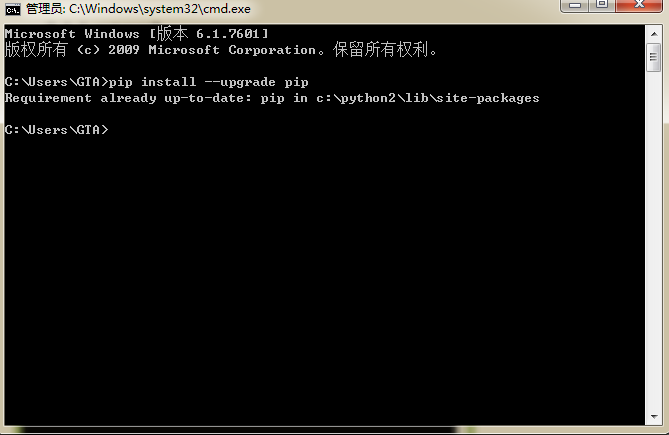 管理员: C:\Windows\system32\cmd.exe
Microsoft Windows [版本 6.1.7601]
版权所有 (c) 2009 Microsoft Corporation。保留所有权利。
C:\Users\GTA>pip install --upgrade pip
Requirement already up-to-date: pip in c:\python2\lib\site-packages
C:\Users\GTA>